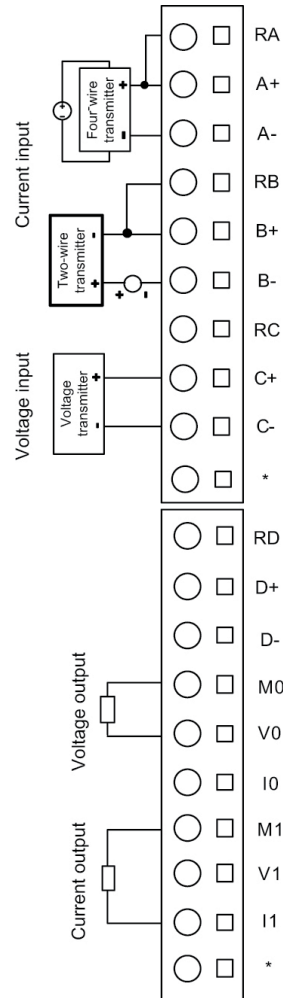 Current input
Four-wire
transmitter
+
-
Two-wire
transmitter
-
+
+
-
Voltage input
Voltage
transmitter
+
-
Voltage output
Current output
RA
A+
A-
RB
B+
B-
RC
C+
C-
*
RD
D+
D-
M0
V0
I0
M1
V1
I1
*